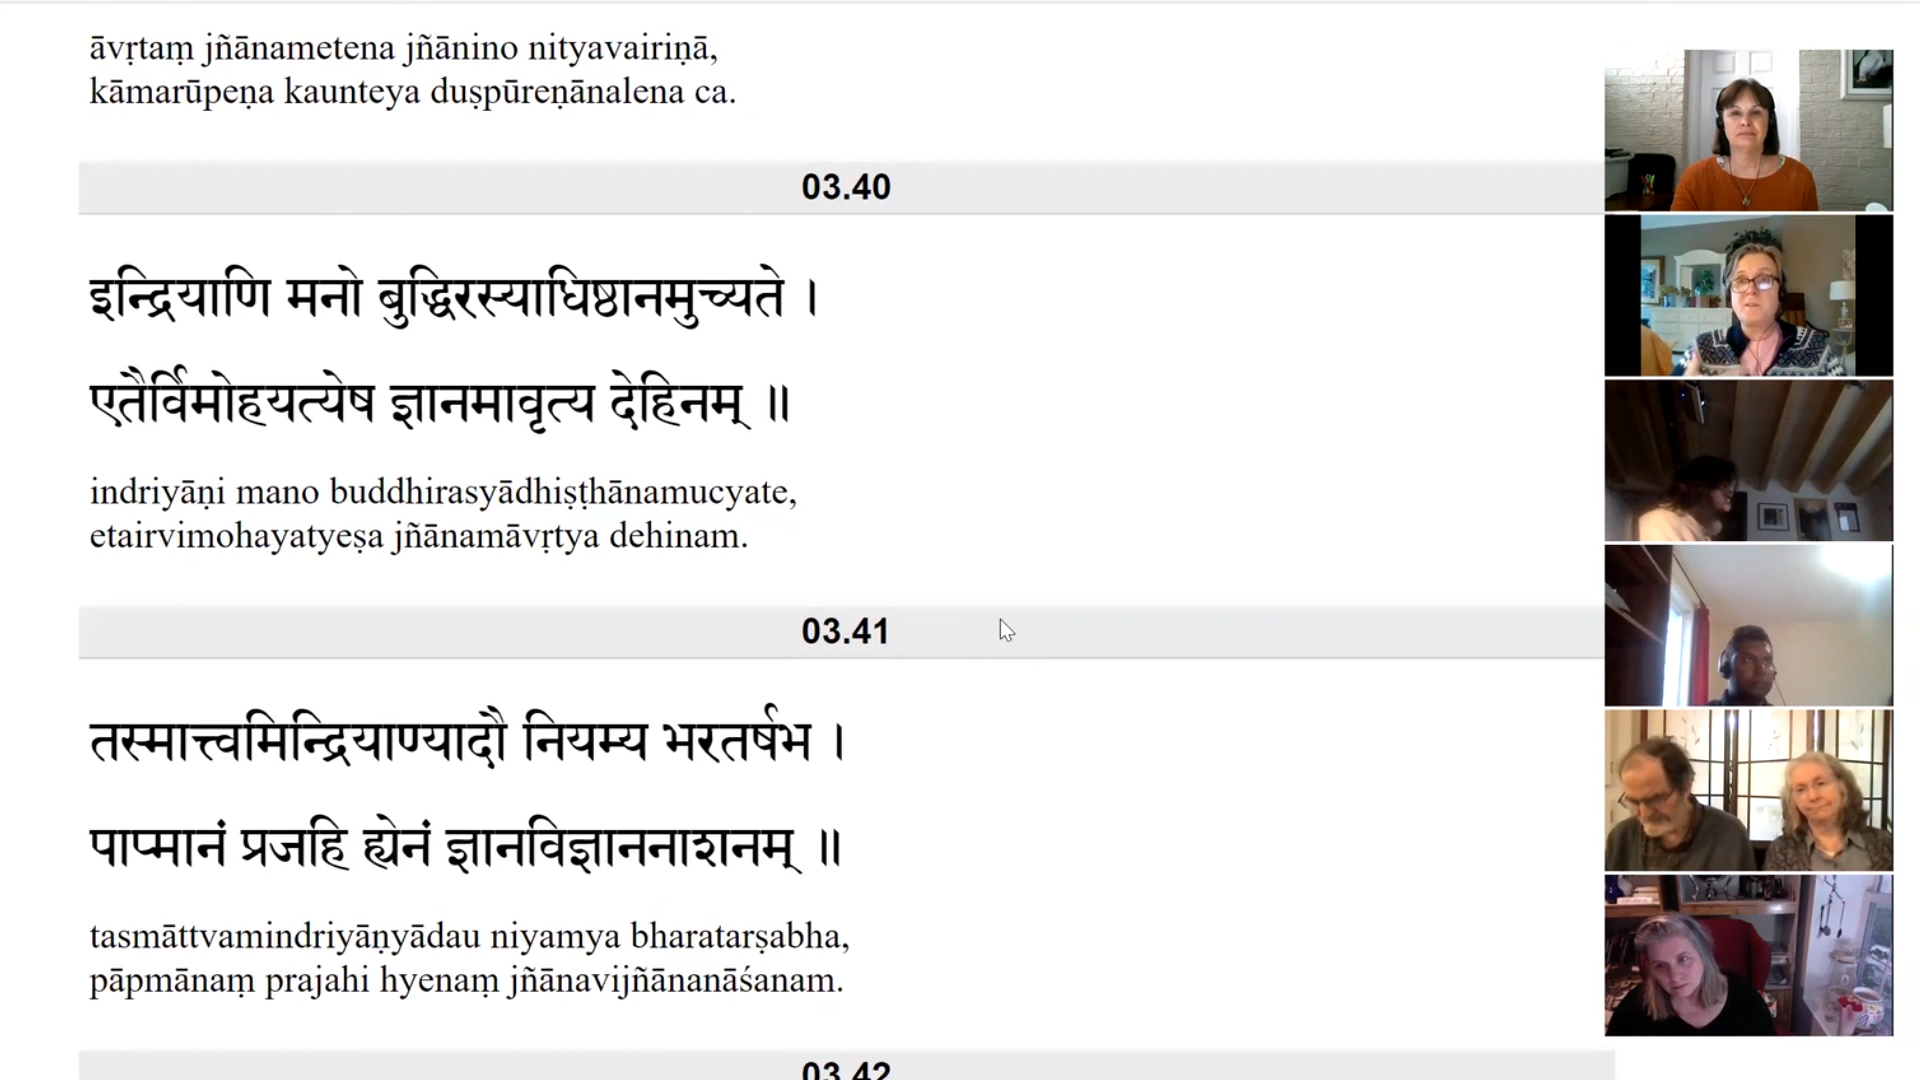 āvṛtaṃ jñānametena jñānino nityavairiṇā,
kāmarūpeṇa kaunteya duṣpūreṇānalena ca.
03.40
इन्द्रियाणि मनो बुद्धिरस्याधिष्ठानमुच्यते ।
एतैर्विमोहयत्येष ज्ञानमावृत्य देहिनम् ॥
indriyāṇi mano buddhirasyādhiṣṭhānamucyate,
etairvimohayatyeṣa jñānamāvṛtya dehinam.
03.41
तस्मात्त्वमिन्द्रियाण्यादौ नियम्य भरतर्षभ ।
पाप्मानं प्रजहि ह्येनं ज्ञानविज्ञाननाशनम् ॥
tasmāttvamindriyāṇyādau niyamya bharatarṣabha,
pāpmānaṃ prajahi hyenaṃ jñānavijñānanāśanam.
03.42